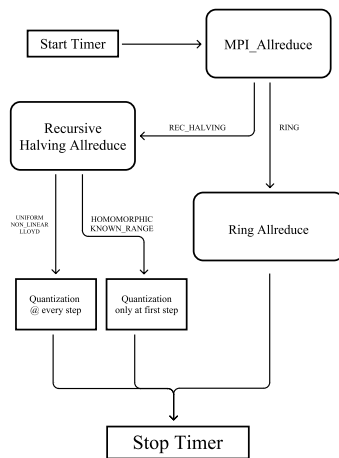 Start Timer
MPI_Allreduce
REC_HALVING
RING
Recursive
Halving Allreduce
UNIFORM
NON_LINEAR
LLOYD
HOMOMORPHIC
KNOWN_RANGE
Ring Allreduce
Quantization
@ every step
Quantization
only at first step
Stop Timer